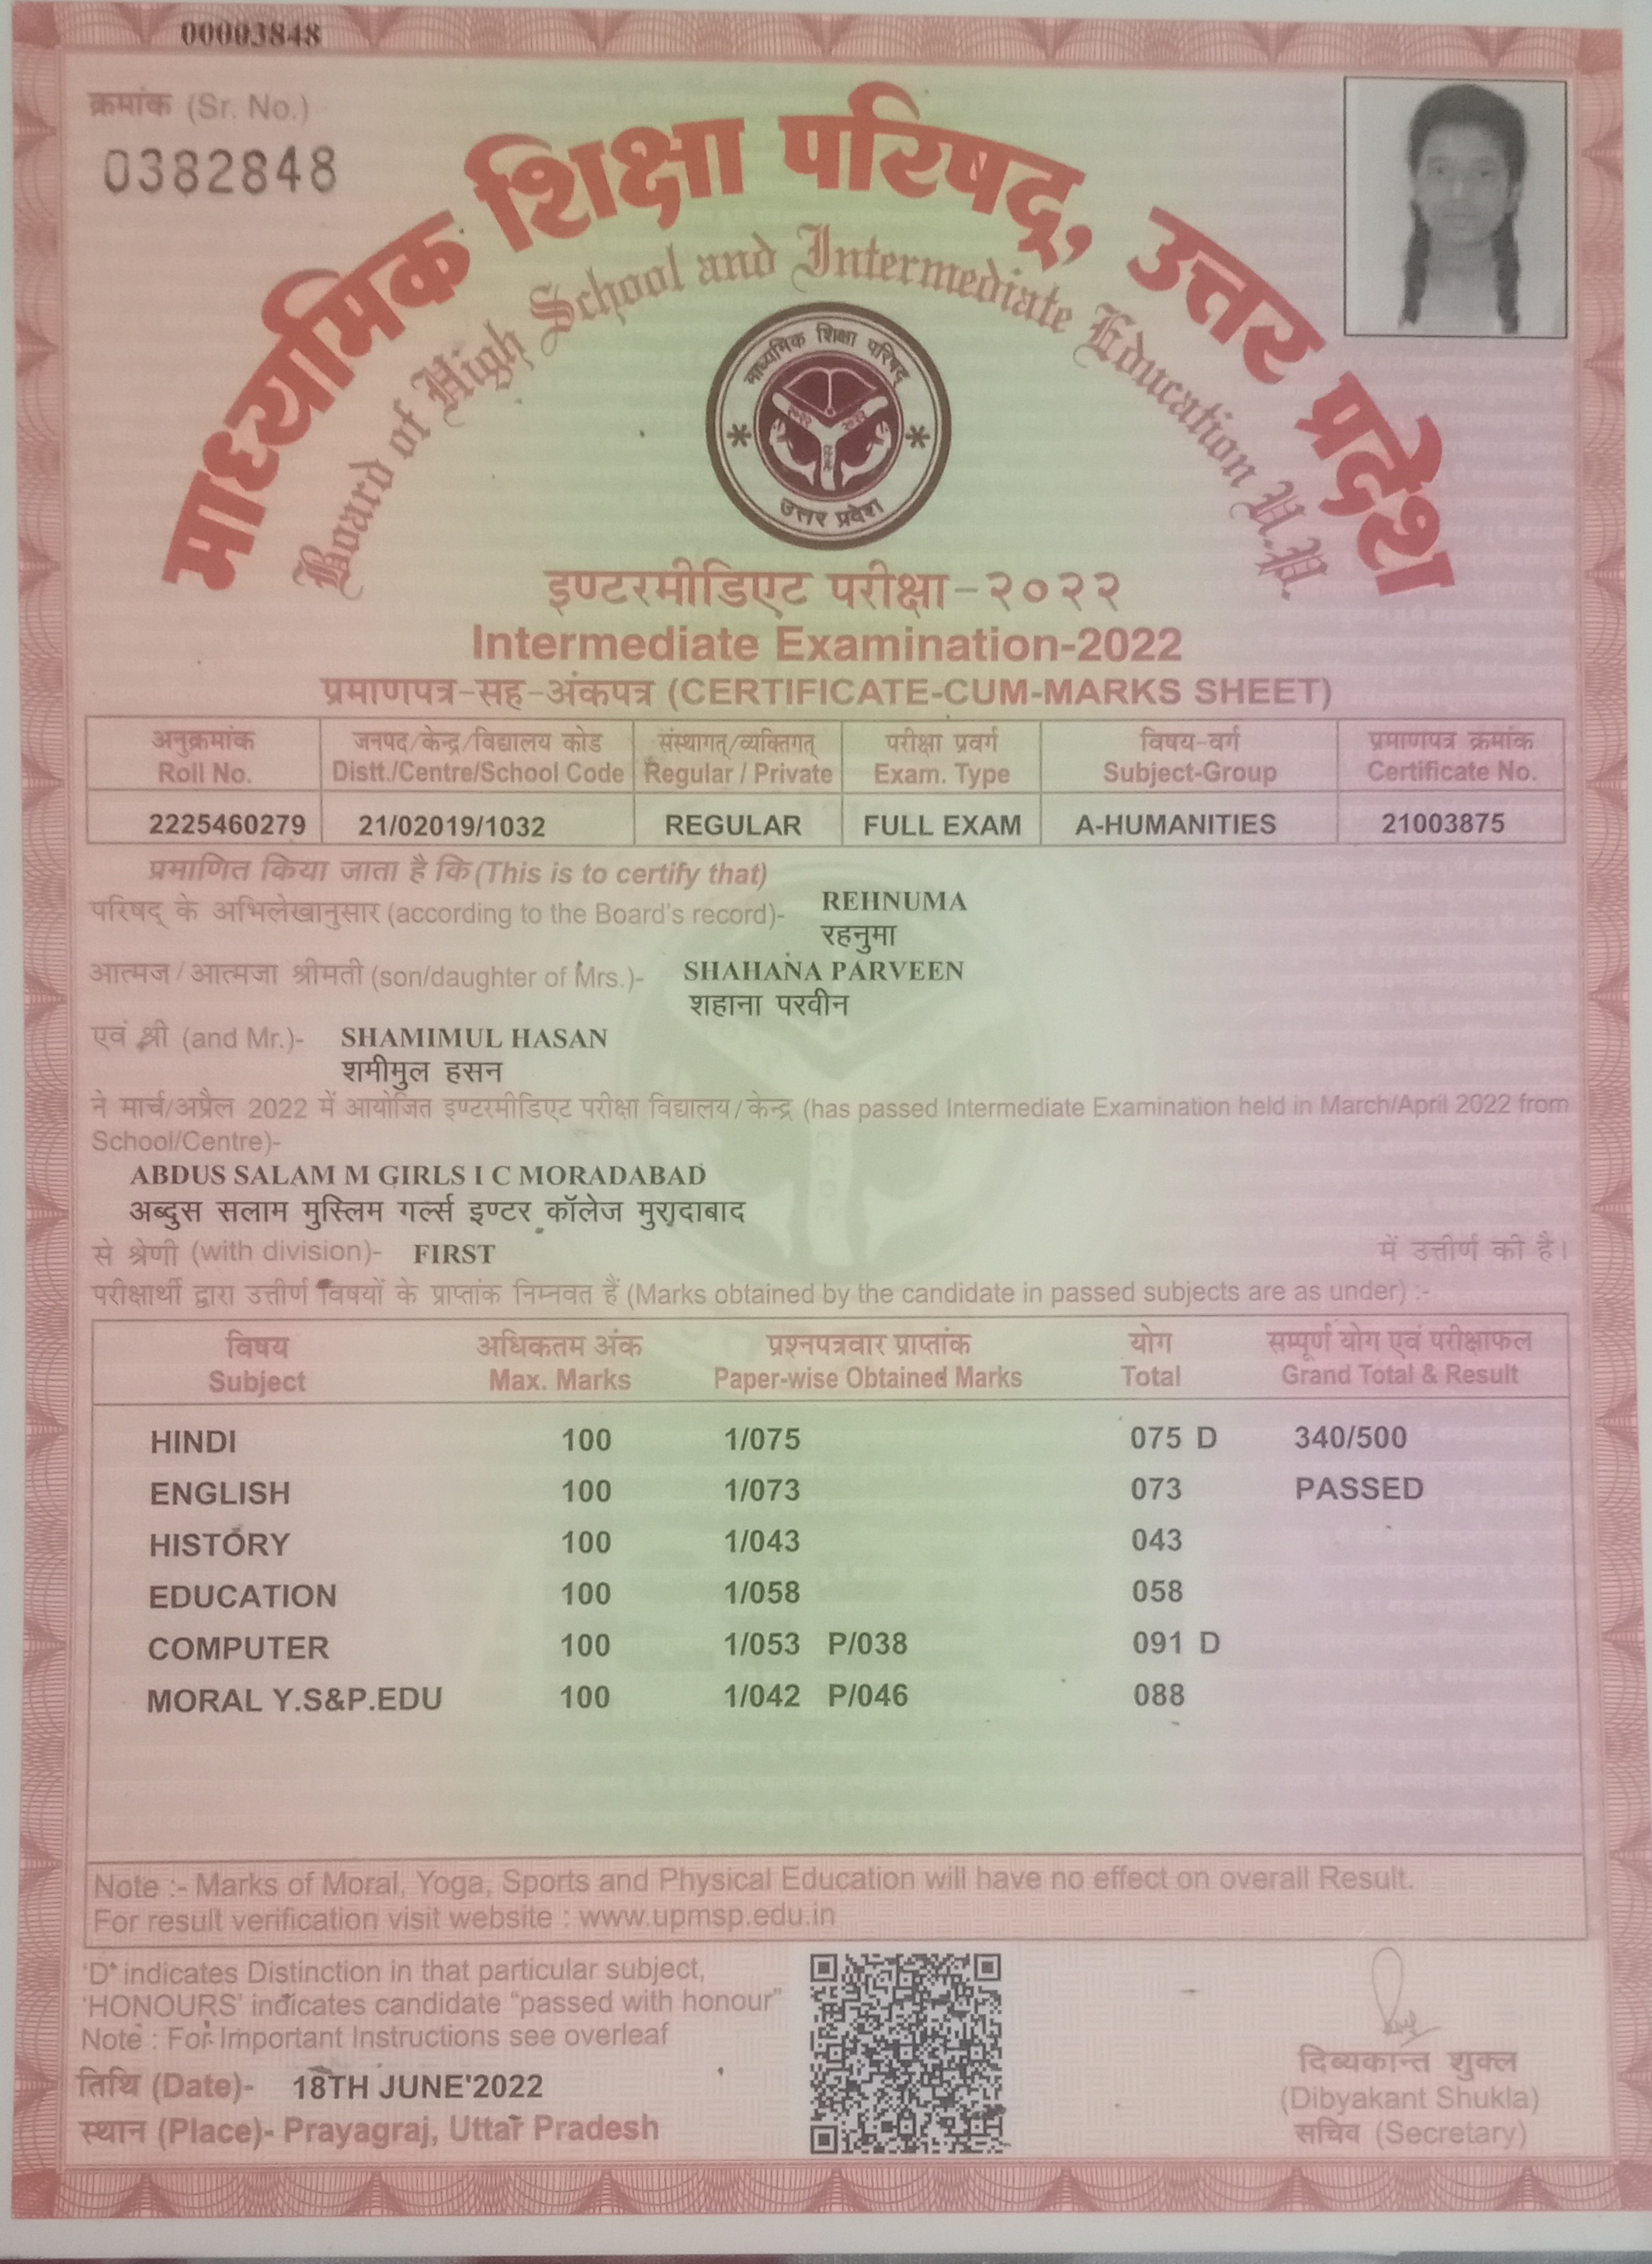 00003848
क्रमांक (Sr. No.)
0382848
माध्यमिक शिक्षा परिषद्, उत्तर प्रदेश
Board of High School and Intermediate Education U.P.
माध्यमिक शिक्षा परिषद्
उत्तर प्रदेश
इण्टरमीडिएट परीक्षा-२०२२
Intermediate Examination-2022
प्रमाणपत्र-सह-अंकपत्र (CERTIFICATE-CUM-MARKS SHEET)
अनुक्रमांक जनपद/केन्द्र/विद्यालय कोड संस्थागत्/व्यक्तिगत् परीक्षा प्रवर्ग विषय-वर्ग प्रमाणपत्र क्रमांक
Roll No. Distt./Centre/School Code Regular / Private Exam. Type Subject-Group Certificate No.
2225460279 21/02019/1032 REGULAR FULL EXAM A-HUMANITIES 21003875
प्रमाणित किया जाता है कि (This is to certify that)
परिषद् के अभिलेखानुसार (according to the Board's record)- REHNUMA
रहनुमा
आत्मज/आत्मजा श्रीमती (son/daughter of Mrs.)- SHAHANA PARVEEN
शहाना परवीन
एवं श्री (and Mr.)- SHAMIMUL HASAN
शमीमुल हसन
ने मार्च/अप्रैल 2022 में आयोजित इण्टरमीडिएट परीक्षा विद्यालय/केन्द्र (has passed Intermediate Examination held in March/April 2022 from
School/Centre)-
ABDUS SALAM M GIRLS I C MORADABAD
अब्दुस सलाम मुस्लिम गर्ल्स इण्टर कॉलेज मुरादाबाद
से श्रेणी (with division)- FIRST में उत्तीर्ण की है।
परीक्षार्थी द्वारा उत्तीर्ण विषयों के प्राप्तांक निम्नवत हैं (Marks obtained by the candidate in passed subjects are as under) :-
विषय अधिकतम अंक प्रश्नपत्रवार प्राप्तांक योग सम्पूर्ण योग एवं परीक्षाफल
Subject Max. Marks Paper-wise Obtained Marks Total Grand Total & Result
HINDI 100 1/075 075 D 340/500
ENGLISH 100 1/073 073 PASSED
HISTORY 100 1/043 043
EDUCATION 100 1/058 058
COMPUTER 100 1/053 P/038 091 D
MORAL Y.S&P.EDU 100 1/042 P/046 088
Note :- Marks of Moral, Yoga, Sports and Physical Education will have no effect on overall Result.
For result verification visit website : www.upmsp.edu.in
'D' indicates Distinction in that particular subject,
'HONOURS' indicates candidate "passed with honour"
Note : For Important Instructions see overleaf
तिथि (Date)- 18TH JUNE'2022
स्थान (Place)- Prayagraj, Uttar Pradesh
दिव्यकान्त शुक्ल
(Dibyakant Shukla)
सचिव (Secretary)